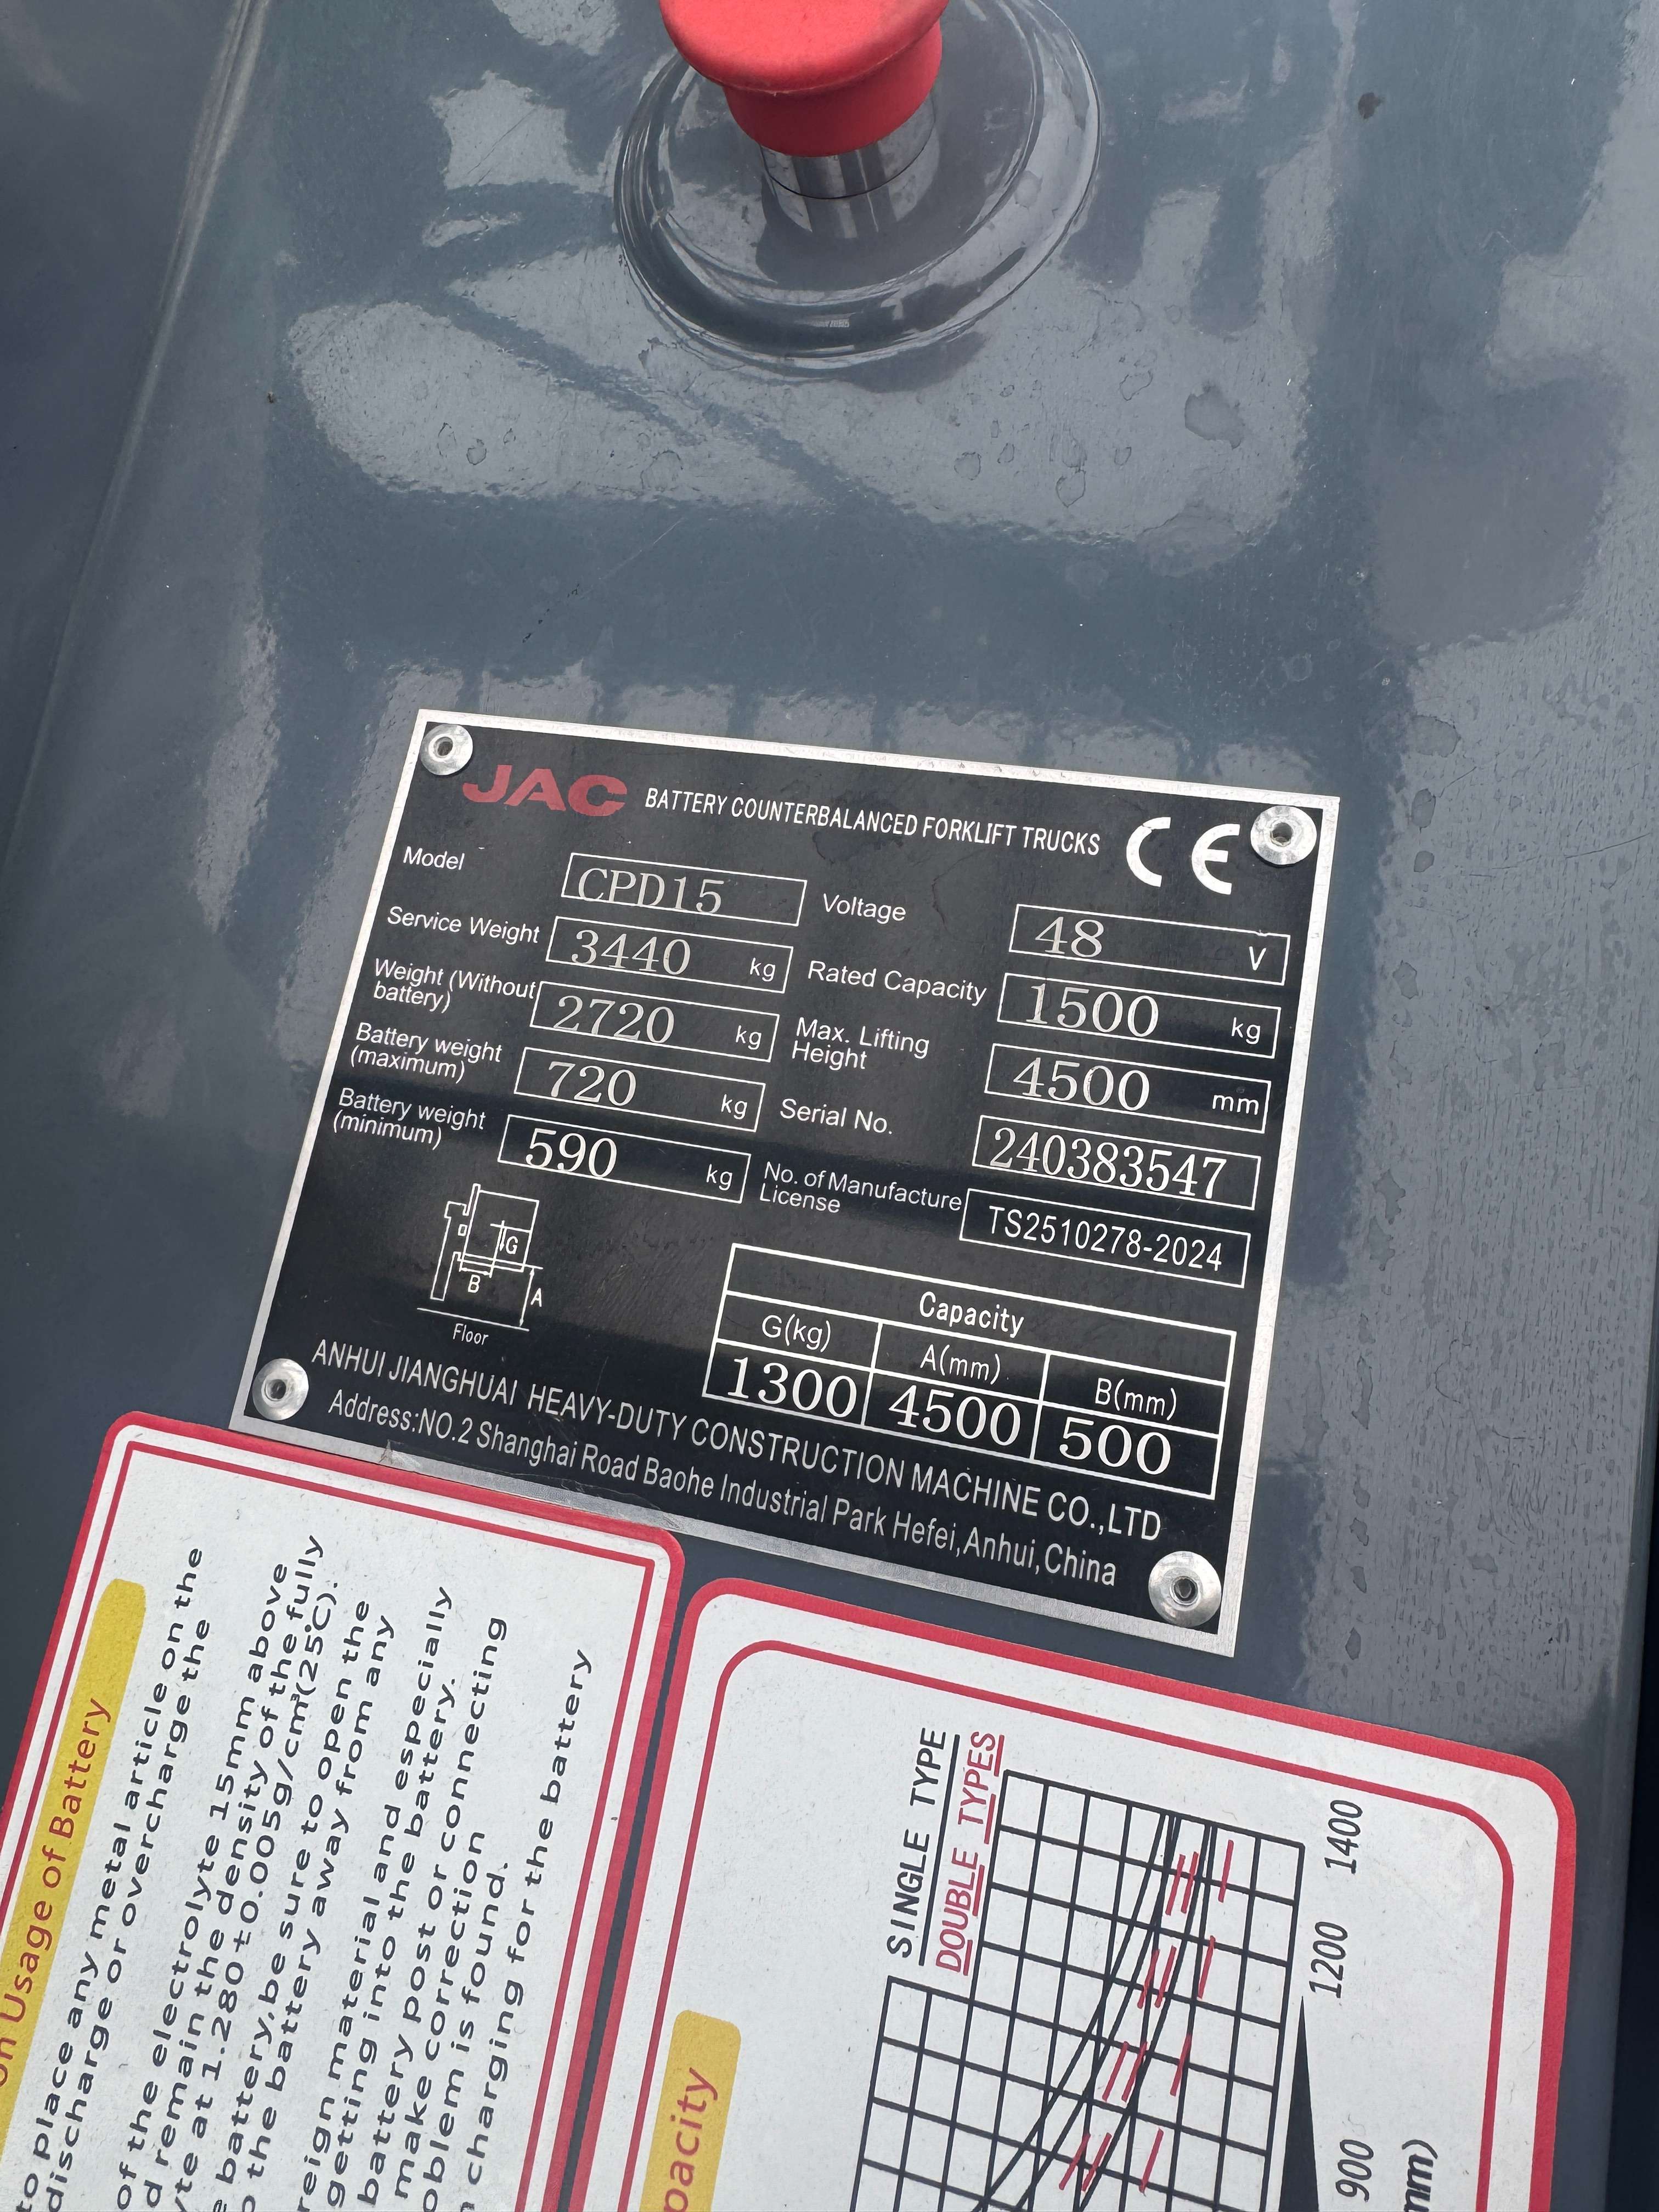 JAC BATTERY COUNTERBALANCED FORKLIFT TRUCKS CE
Model CPD15 Voltage 48 V
Service Weight 3440 kg Rated Capacity 1500 kg
Weight (Without battery) 2720 kg Max. Lifting Height 4500 mm
Battery weight (maximum) 720 kg Serial No. 240383547
Battery weight (minimum) 590 kg No. of Manufacture License TS2510278-2024
G
B
A
Floor
Capacity
G(kg) A(mm) B(mm)
1300 4500 500
ANHUI JIANGHUAI HEAVY-DUTY CONSTRUCTION MACHINE CO.,LTD
Address:NO.2 Shanghai Road Baohe Industrial Park Hefei,Anhui,China
on Usage of Battery
to place any metal article on the
discharge or overcharge the
of the electrolyte 15mm above
remain the density of the fully
at 1.280±0.005g/cm³(25℃).
battery,be sure to open the
the battery away from any
material and especially
getting into the battery.
battery post or connecting
make correction
is found.
charging for the battery
SINGLE TYPE
DOUBLE TYPES
1400
1200
900